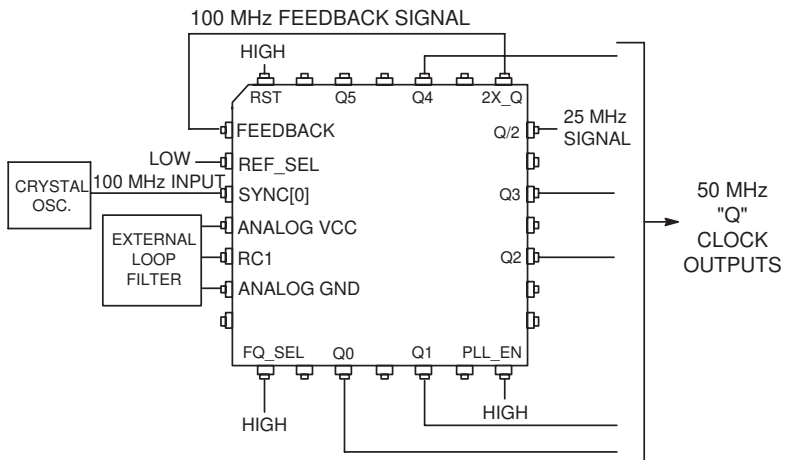 100 MHz FEEDBACK SIGNAL
HIGH
RST
Q5
Q4
2X_Q
FEEDBACK
Q/2
25 MHz
SIGNAL
LOW
REF_SEL
CRYSTAL
OSC.
100 MHz INPUT
SYNC[0]
Q3
50 MHz
"Q"
CLOCK
OUTPUTS
ANALOG VCC
EXTERNAL
LOOP
FILTER
RC1
Q2
ANALOG GND
FQ_SEL
Q0
Q1
PLL_EN
HIGH
HIGH